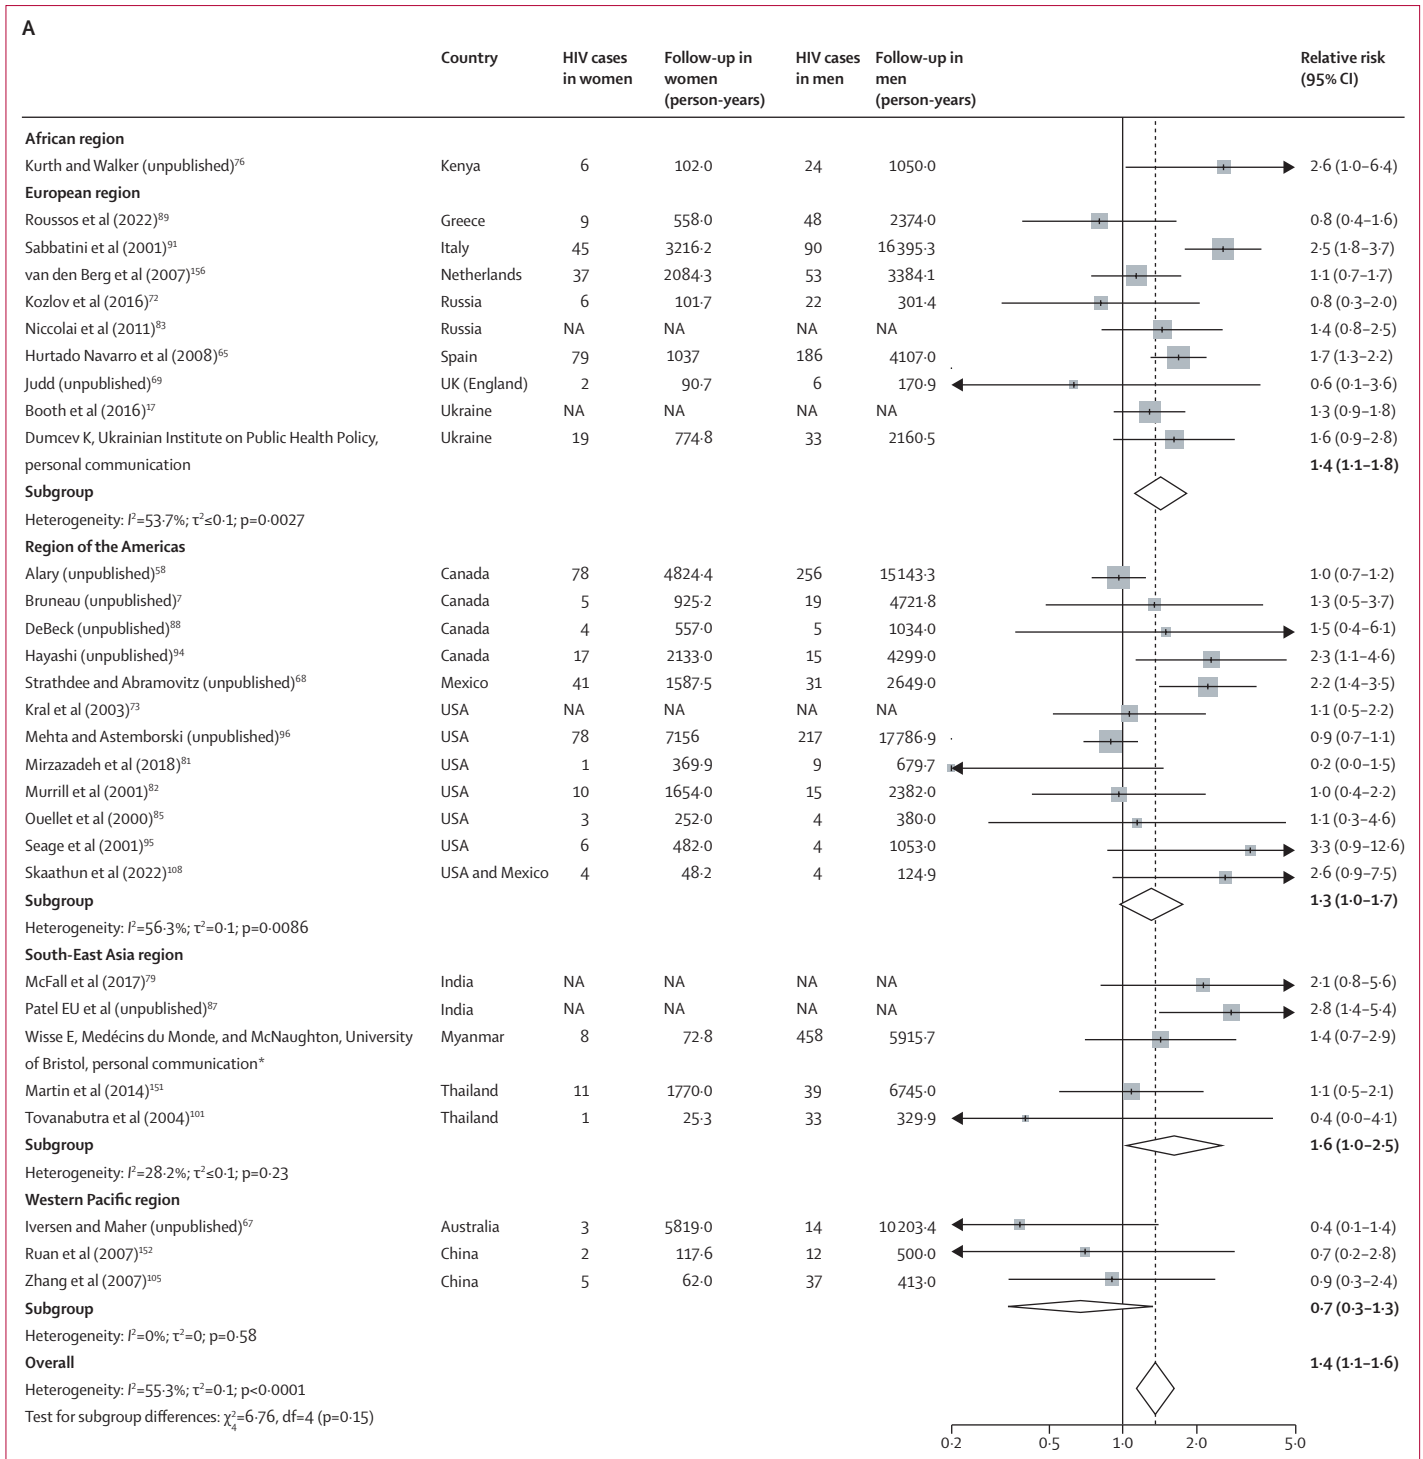 A
Country HIV cases in women Follow-up in women (person-years) HIV cases in men Follow-up in men (person-years) Relative risk (95% CI)
African region
Kurth and Walker (unpublished)76 Kenya 6 102·0 24 1050·0 2·6 (1·0–6·4)
European region
Roussos et al (2022)89 Greece 9 558·0 48 2374·0 0·8 (0·4–1·6)
Sabbatini et al (2001)91 Italy 45 3216·2 90 16 395·3 2·5 (1·8–3·7)
van den Berg et al (2007)156 Netherlands 37 2084·3 53 3384·1 1·1 (0·7–1·7)
Kozlov et al (2016)72 Russia 6 101·7 22 301·4 0·8 (0·3–2·0)
Niccolai et al (2011)83 Russia NA NA NA NA 1·4 (0·8–2·5)
Hurtado Navarro et al (2008)65 Spain 79 1037 186 4107·0 1·7 (1·3–2·2)
Judd (unpublished)69 UK (England) 2 90·7 6 170·9 0·6 (0·1–3·6)
Booth et al (2016)17 Ukraine NA NA NA NA 1·3 (0·9–1·8)
Dumcev K, Ukrainian Institute on Public Health Policy, Ukraine 19 774·8 33 2160·5 1·6 (0·9–2·8)
personal communication 1·4 (1·1–1·8)
Subgroup
Heterogeneity: I²=53·7%; τ²≤0·1; p=0·0027
Region of the Americas
Alary (unpublished)58 Canada 78 4824·4 256 15 143·3 1·0 (0·7–1·2)
Bruneau (unpublished)7 Canada 5 925·2 19 4721·8 1·3 (0·5–3·7)
DeBeck (unpublished)88 Canada 4 557·0 5 1034·0 1·5 (0·4–6·1)
Hayashi (unpublished)94 Canada 17 2133·0 15 4299·0 2·3 (1·1–4·6)
Strathdee and Abramovitz (unpublished)68 Mexico 41 1587·5 31 2649·0 2·2 (1·4–3·5)
Kral et al (2003)73 USA NA NA NA NA 1·1 (0·5–2·2)
Mehta and Astemborski (unpublished)96 USA 78 7156 217 17 786·9 0·9 (0·7–1·1)
Mirzazadeh et al (2018)81 USA 1 369·9 9 679·7 0·2 (0·0–1·5)
Murrill et al (2001)82 USA 10 1654·0 15 2382·0 1·0 (0·4–2·2)
Ouellet et al (2000)85 USA 3 252·0 4 380·0 1·1 (0·3–4·6)
Seage et al (2001)95 USA 6 482·0 4 1053·0 3·3 (0·9–12·6)
Skaathun et al (2022)108 USA and Mexico 4 48·2 4 124·9 2·6 (0·9–7·5)
Subgroup 1·3 (1·0–1·7)
Heterogeneity: I²=56·3%; τ²=0·1; p=0·0086
South-East Asia region
McFall et al (2017)79 India NA NA NA NA 2·1 (0·8–5·6)
Patel EU et al (unpublished)87 India NA NA NA NA 2·8 (1·4–5·4)
Wisse E, Medécins du Monde, and McNaughton, University Myanmar 8 72·8 458 5915·7 1·4 (0·7–2·9)
of Bristol, personal communication*
Martin et al (2014)151 Thailand 11 1770·0 39 6745·0 1·1 (0·5–2·1)
Tovanabutra et al (2004)101 Thailand 1 25·3 33 329·9 0·4 (0·0–4·1)
Subgroup 1·6 (1·0–2·5)
Heterogeneity: I²=28·2%; τ²≤0·1; p=0·23
Western Pacific region
Iversen and Maher (unpublished)67 Australia 3 5819·0 14 10 203·4 0·4 (0·1–1·4)
Ruan et al (2007)152 China 2 117·6 12 500·0 0·7 (0·2–2·8)
Zhang et al (2007)105 China 5 62·0 37 413·0 0·9 (0·3–2·4)
Subgroup 0·7 (0·3–1·3)
Heterogeneity: I²=0%; τ²=0; p=0·58
Overall 1·4 (1·1–1·6)
Heterogeneity: I²=55·3%; τ²=0·1; p<0·0001
Test for subgroup differences: χ²₄=6·76, df=4 (p=0·15)
0·2 0·5 1·0 2·0 5·0